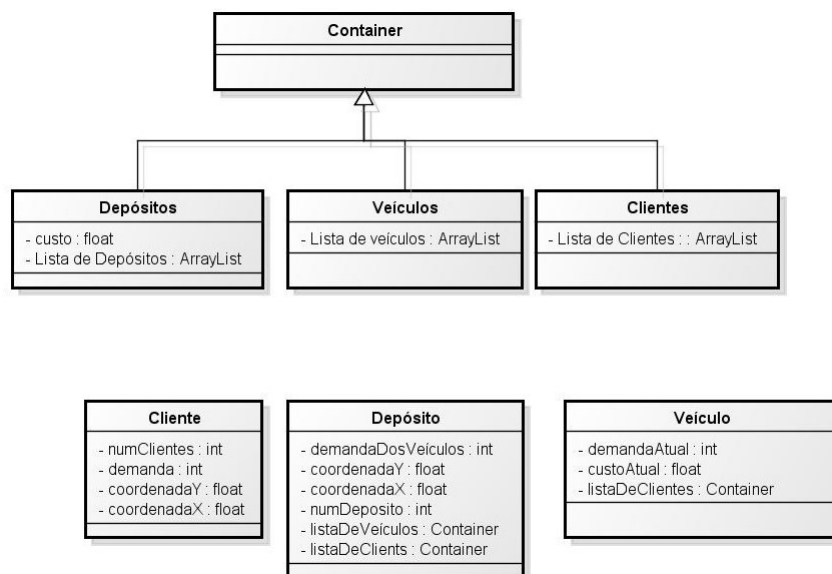 Container
Depósitos
- custo : float
- Lista de Depósitos : ArrayList
Veículos
- Lista de veículos : ArrayList
Clientes
- Lista de Clientes : : ArrayList
Cliente
- numClientes : int
- demanda : int
- coordenadaY : float
- coordenadaX : float
Depósito
- demandaDosVeículos : int
- coordenadaY : float
- coordenadaX : float
- numDeposito : int
- listaDeVeículos : Container
- listaDeClients : Container
Veículo
- demandaAtual : int
- custoAtual : float
- listaDeClientes : Container